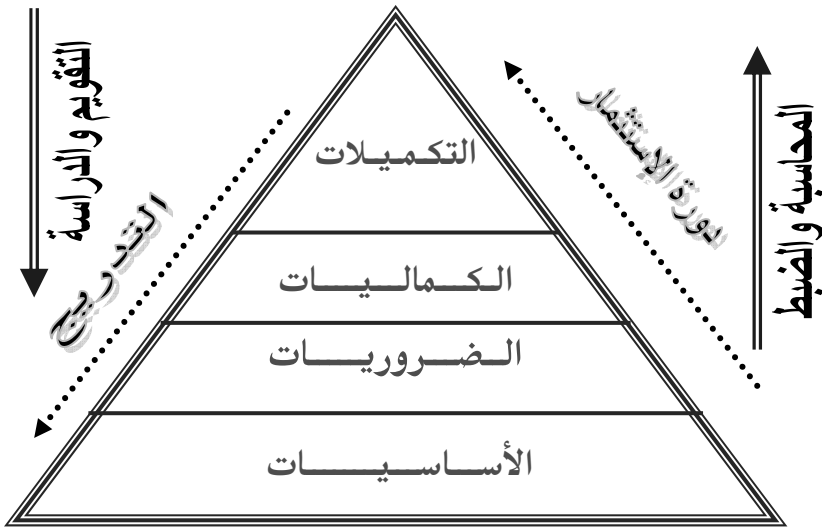 التكميلات
الكماليات
الضروريات
الأساسيات
دورة الإستثمار
المحاسبة والضبط
التقويم والدراسة
التدريج